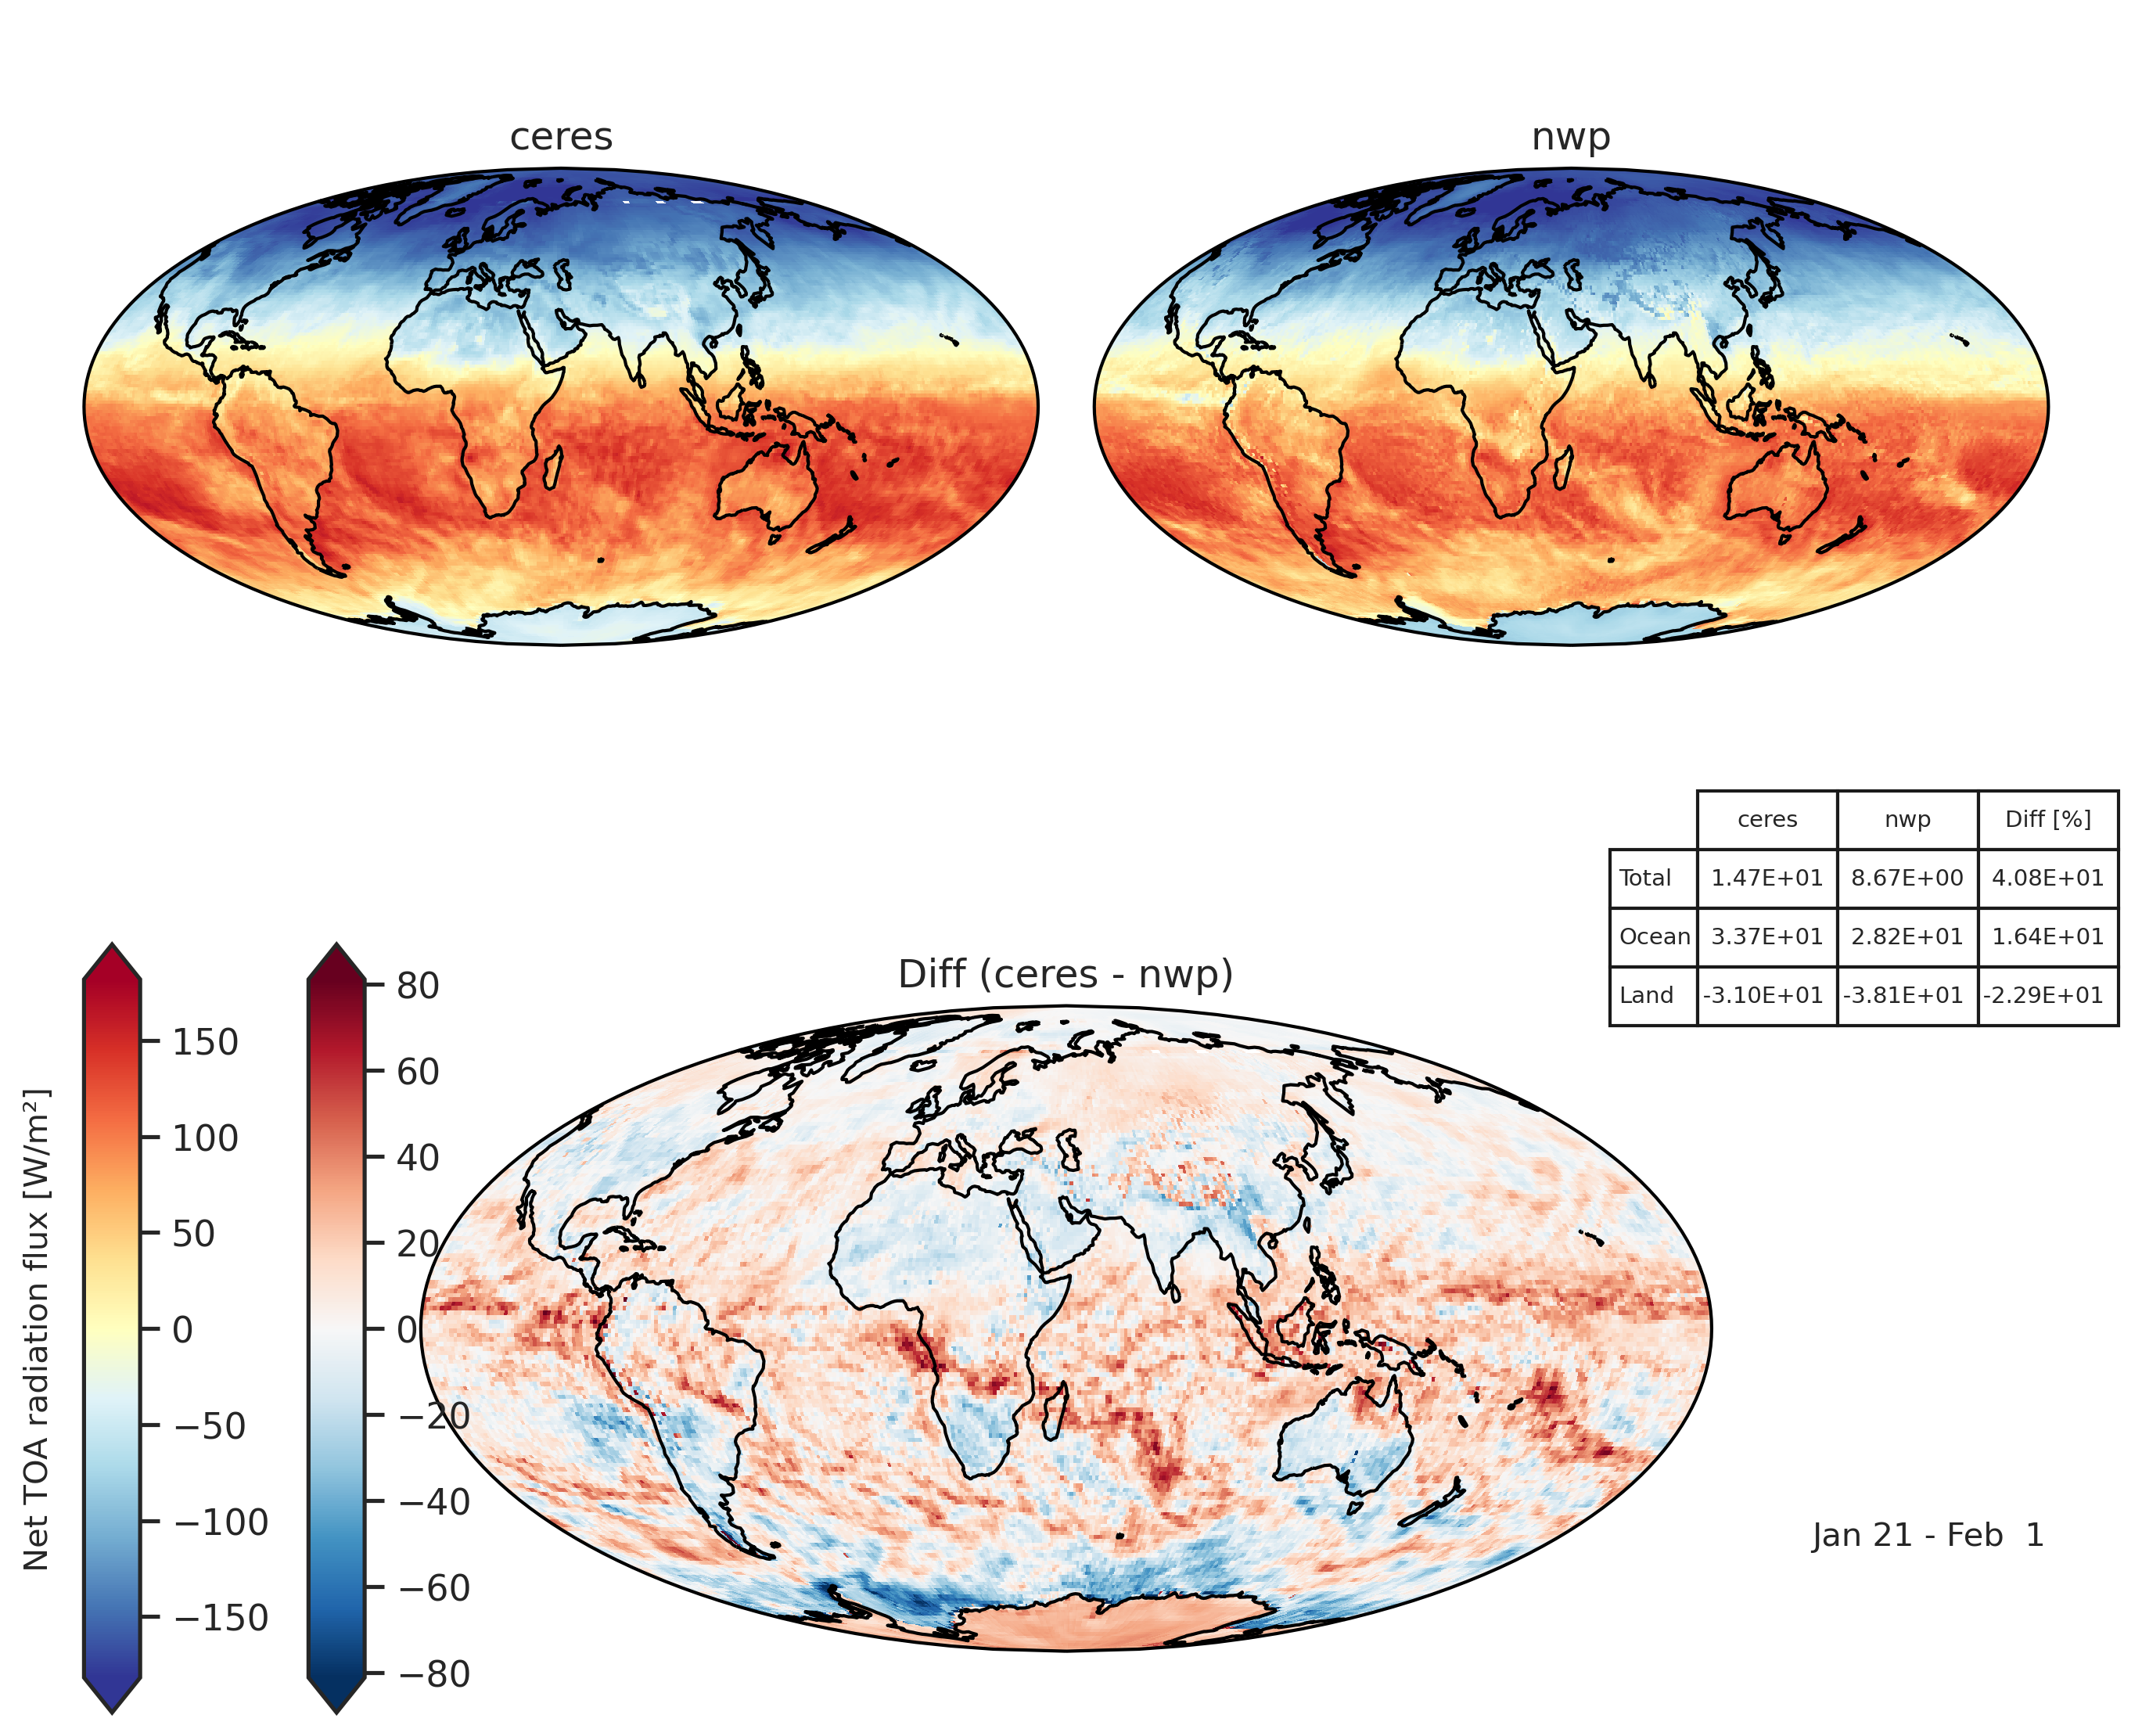 ceres
nwp
ceres nwp Diff [%]
Total 1.47E+01 8.67E+00 4.08E+01
Ocean 3.37E+01 2.82E+01 1.64E+01
Land -3.10E+01 -3.81E+01 -2.29E+01
Net TOA radiation flux [W/m²]
150
100
50
0
−50
−100
−150
80
60
40
20
0
−20
−40
−60
−80
Diff (ceres - nwp)
Jan 21 - Feb  1